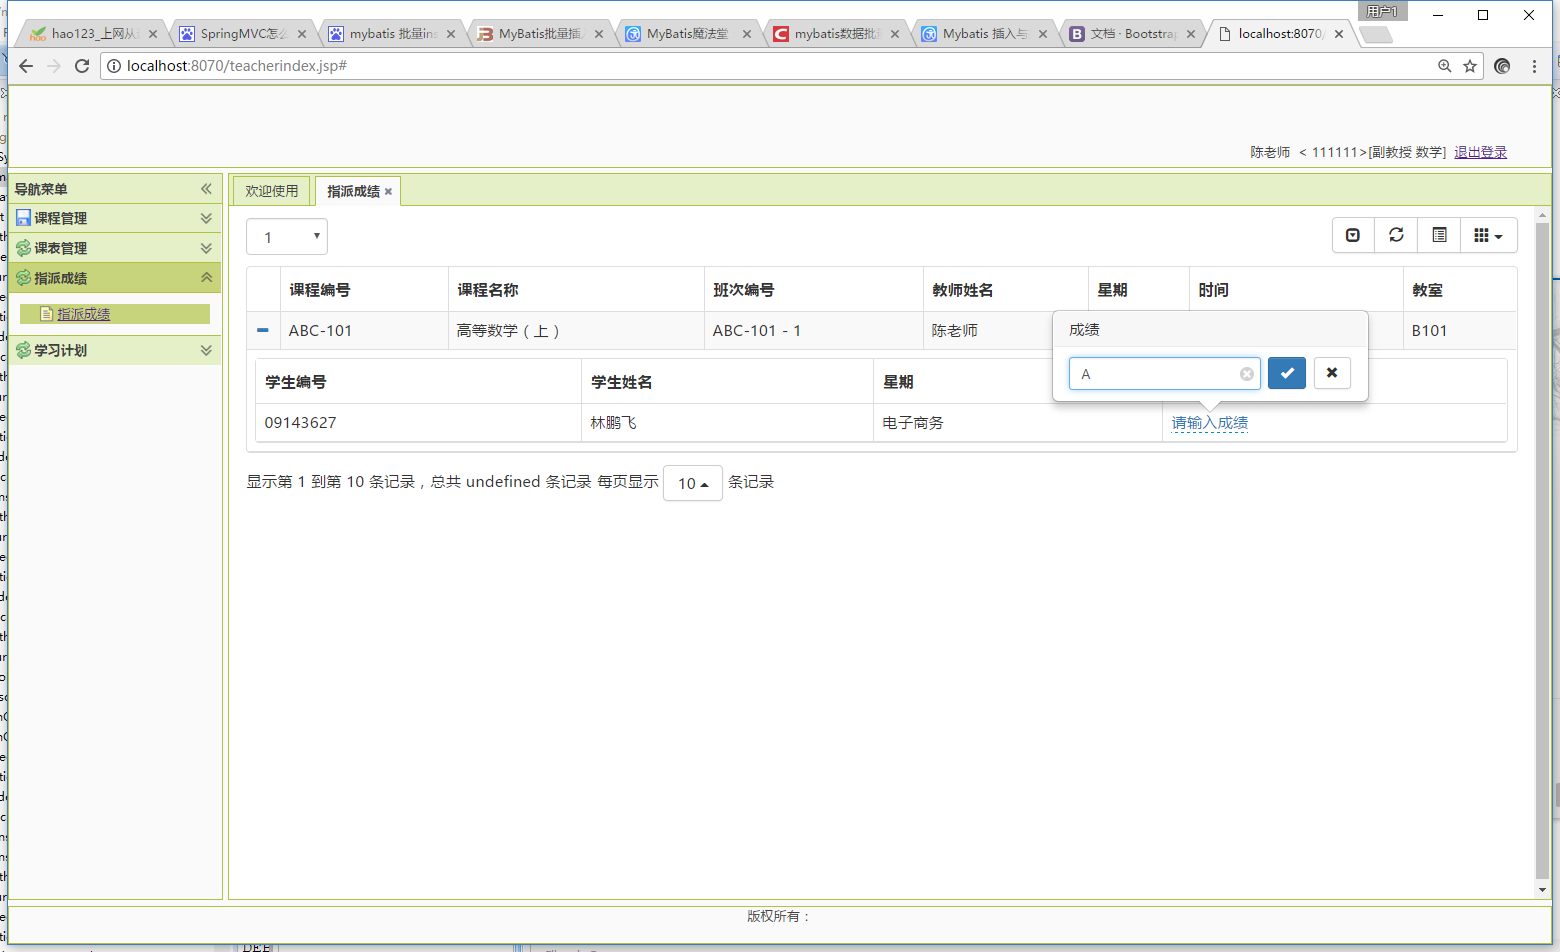 用户1
hao123_上网从
SpringMVC怎么
mybatis 批量ins
MyBatis批量插
MyBatis魔法堂
mybatis数据批
Mybatis 插入与
文档 · Bootstrap
localhost:8070/
localhost:8070/teacherindex.jsp#
陈老师 < 111111>[副教授 数学] 退出登录
导航菜单
课程管理
课表管理
指派成绩
指派成绩
学习计划
欢迎使用 指派成绩
1
课程编号 课程名称 班次编号 教师姓名 星期 时间 教室
ABC-101 高等数学（上） ABC-101 - 1 陈老师 B101
成绩
A
学生编号 学生姓名 星期
09143627 林鹏飞 电子商务 请输入成绩
显示第 1 到第 10 条记录，总共 undefined 条记录 每页显示 10 条记录
版权所有：